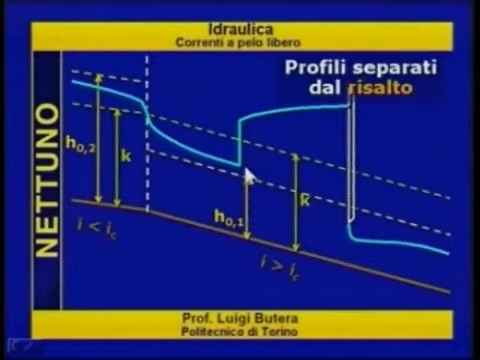 Idraulica
Correnti a pelo libero
NETTUNO
Profili separati
dal risalto
h0,2
k
h0,1
k
i < ic
i > ic
Prof. Luigi Butera
Politecnico di Torino